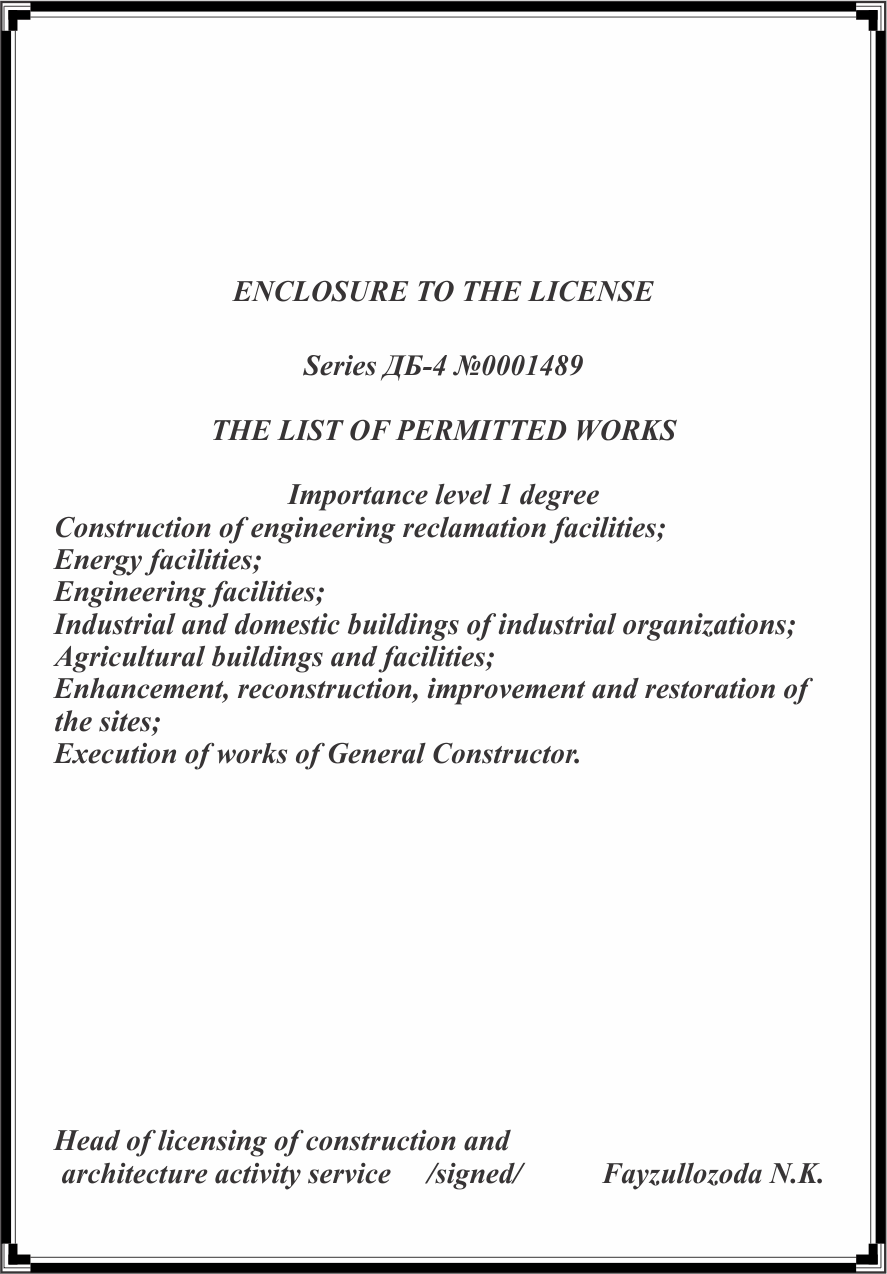 ENCLOSURE TO THE LICENSE
Series ДБ-4 №0001489
THE LIST OF PERMITTED WORKS
Importance level 1 degree
Construction of engineering reclamation facilities;
Energy facilities;
Engineering facilities;
Industrial and domestic buildings of industrial organizations;
Agricultural buildings and facilities;
Enhancement, reconstruction, improvement and restoration of
the sites;
Execution of works of General Constructor.
Head of licensing of construction and
architecture activity service /signed/ Fayzullozoda N.K.